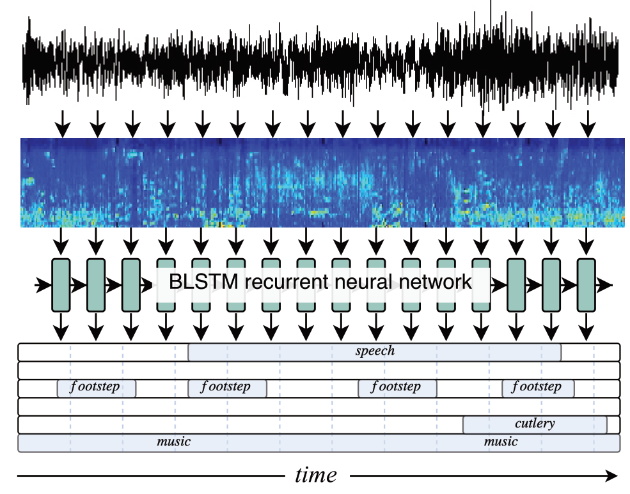 BLSTM recurrent neural network
speech
footstep footstep footstep footstep
cutlery
music music
time